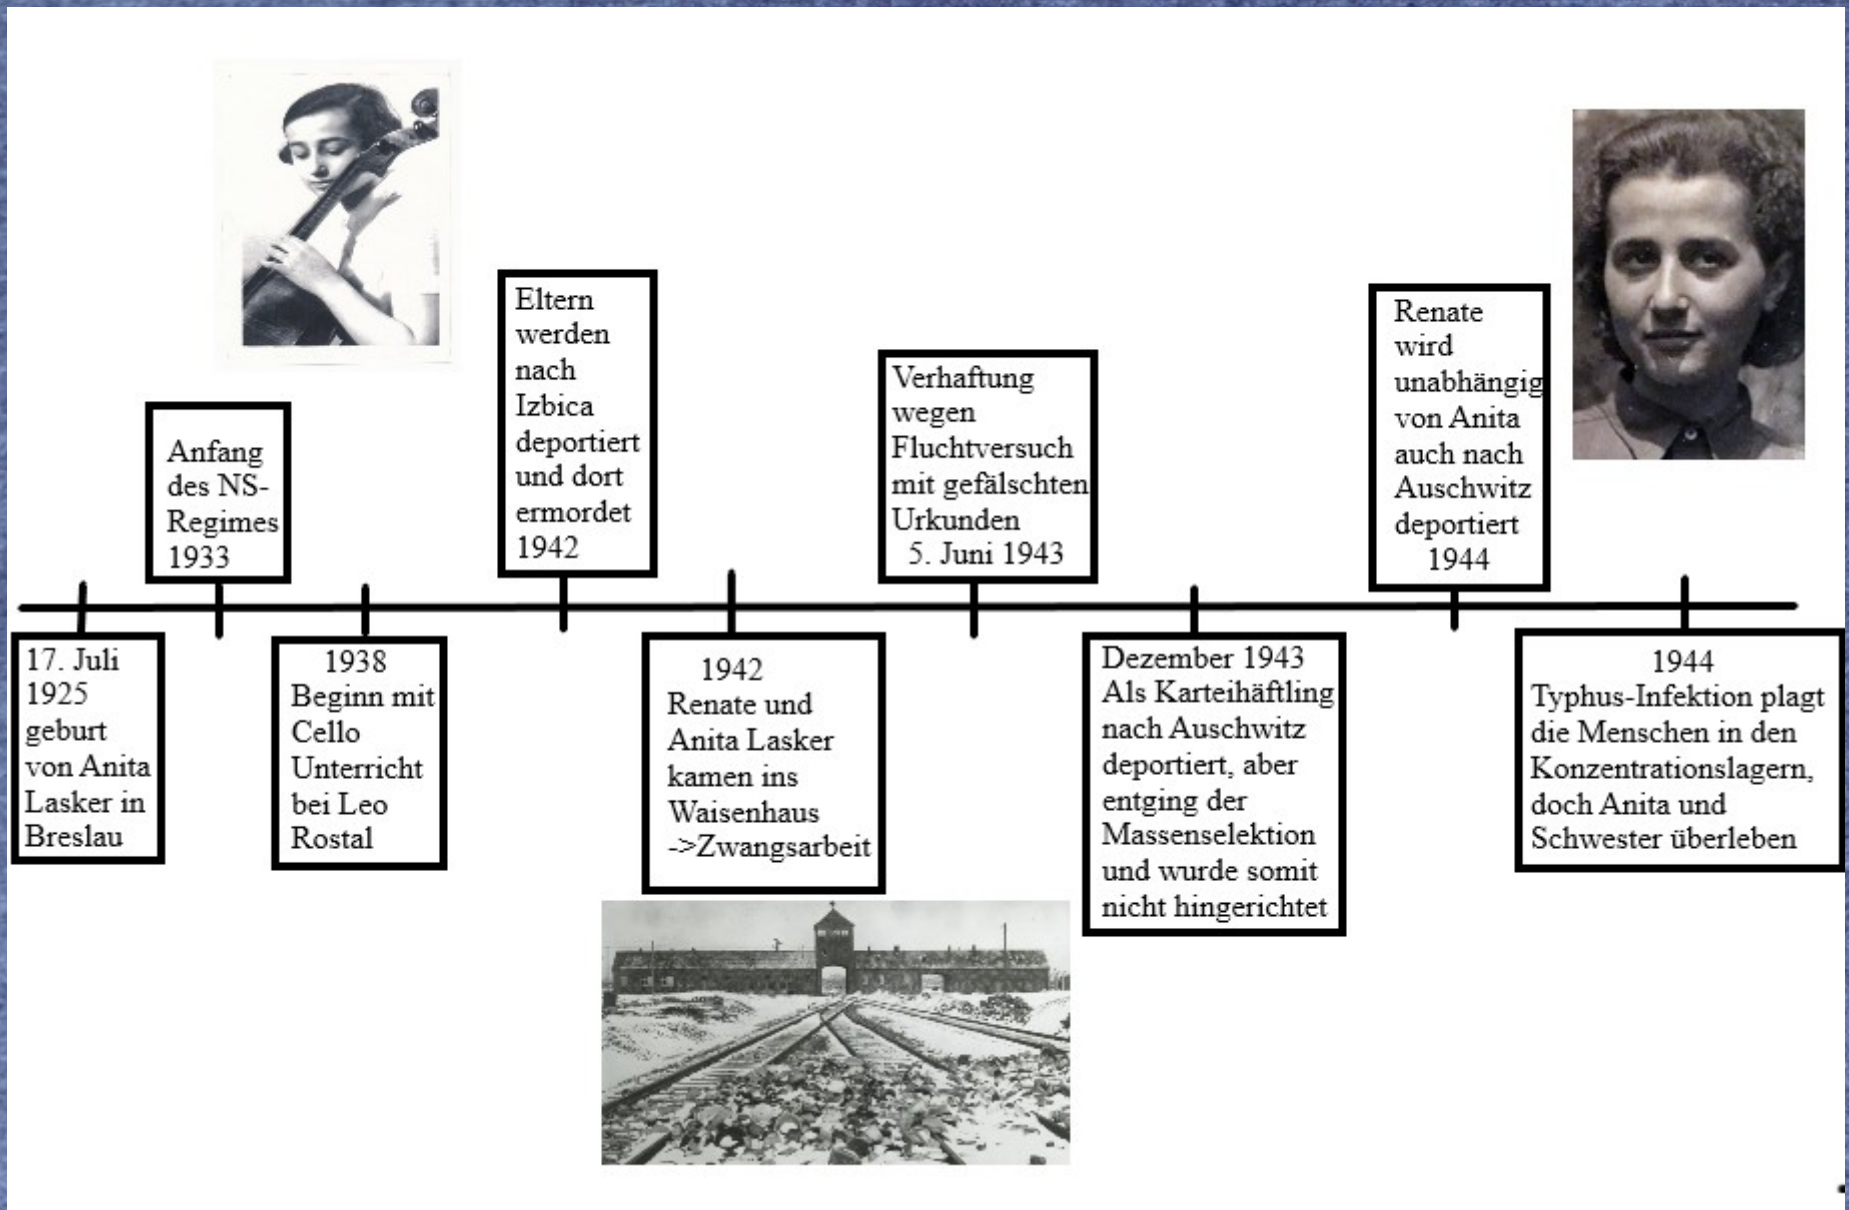 17. Juli
1925
geburt
von Anita
Lasker in
Breslau
Anfang
des NS-
Regimes
1933
1938
Beginn mit
Cello
Unterricht
bei Leo
Rostal
Eltern
werden
nach
Izbica
deportiert
und dort
ermordet
1942
1942
Renate und
Anita Lasker
kamen ins
Waisenhaus
->Zwangsarbeit
Verhaftung
wegen
Fluchtversuch
mit gefälschten
Urkunden
5. Juni 1943
Dezember 1943
Als Karteihäftling
nach Auschwitz
deportiert, aber
entging der
Massenselektion
und wurde somit
nicht hingerichtet
Renate
wird
unabhängig
von Anita
auch nach
Auschwitz
deportiert
1944
1944
Typhus-Infektion plagt
die Menschen in den
Konzentrationslagern,
doch Anita und
Schwester überleben